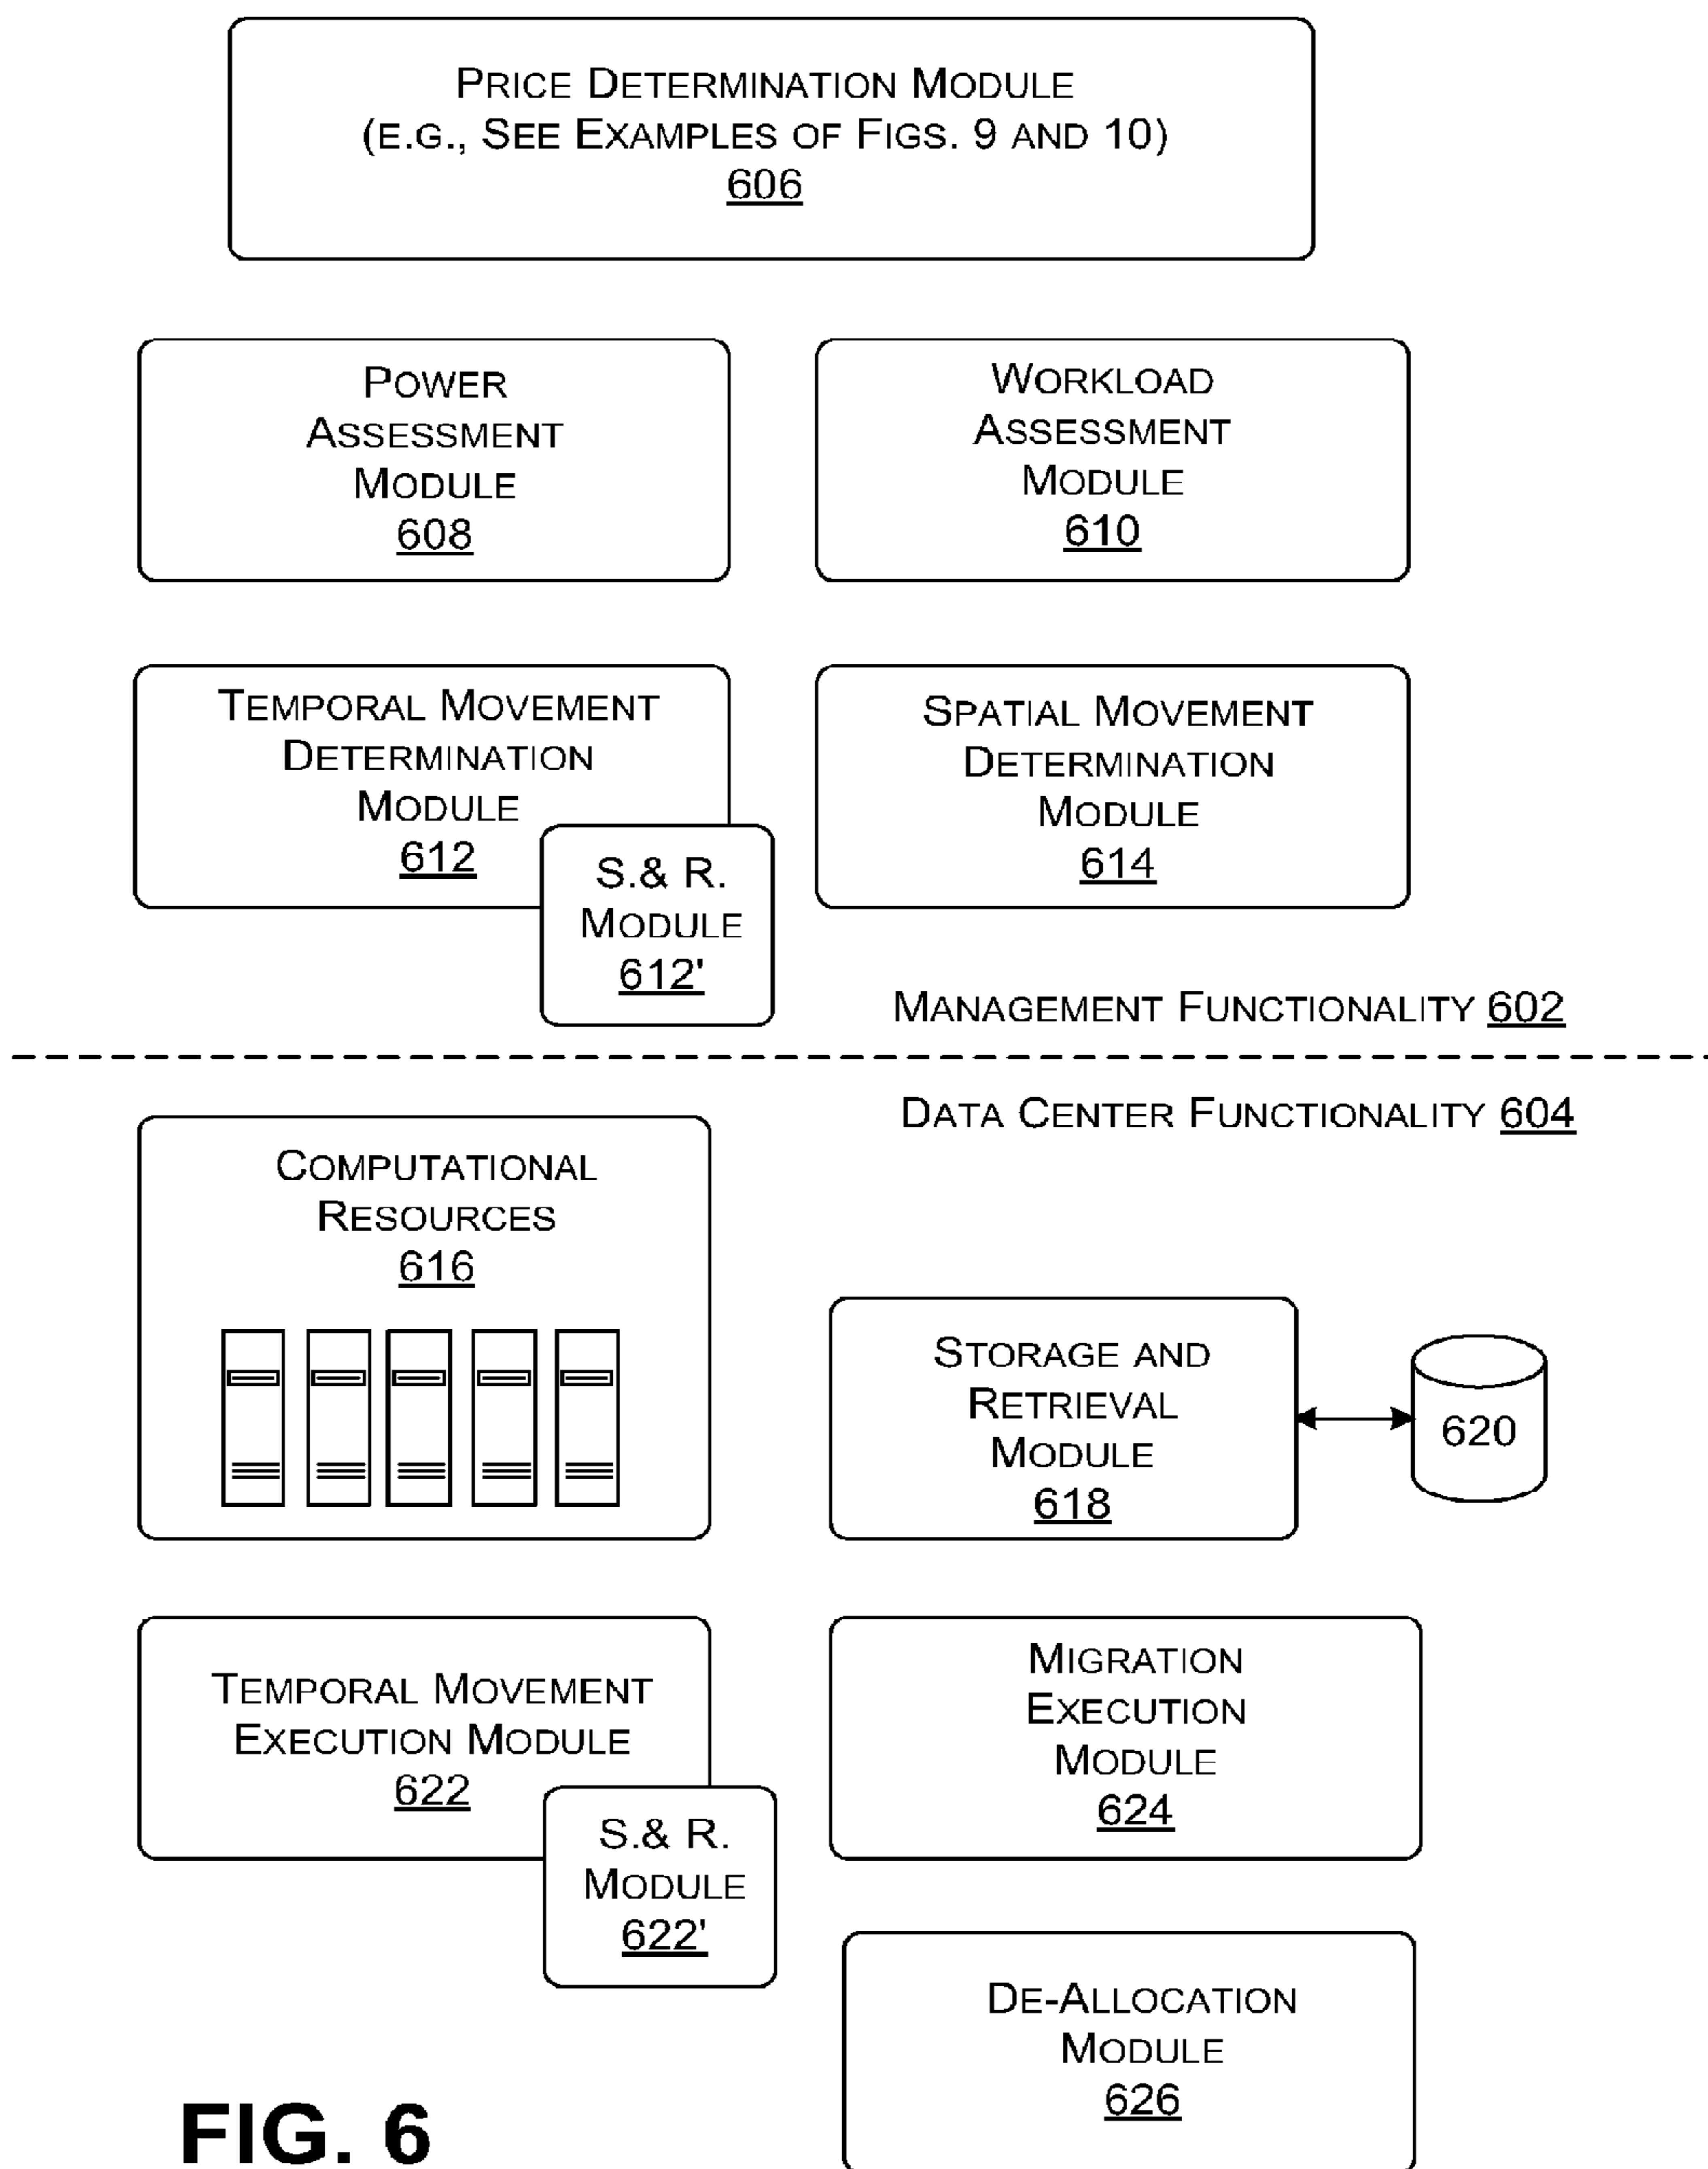 PRICE DETERMINATION MODULE
(E.G., SEE EXAMPLES OF FIGS. 9 AND 10)
606
POWER
ASSESSMENT
MODULE
608
WORKLOAD
ASSESSMENT
MODULE
610
TEMPORAL MOVEMENT
DETERMINATION
MODULE
612
S.& R.
MODULE
612'
SPATIAL MOVEMENT
DETERMINATION
MODULE
614
MANAGEMENT FUNCTIONALITY 602
DATA CENTER FUNCTIONALITY 604
COMPUTATIONAL
RESOURCES
616
STORAGE AND
RETRIEVAL
MODULE
618
620
TEMPORAL MOVEMENT
EXECUTION MODULE
622
S.& R.
MODULE
622'
MIGRATION
EXECUTION
MODULE
624
DE-ALLOCATION
MODULE
626
FIG. 6